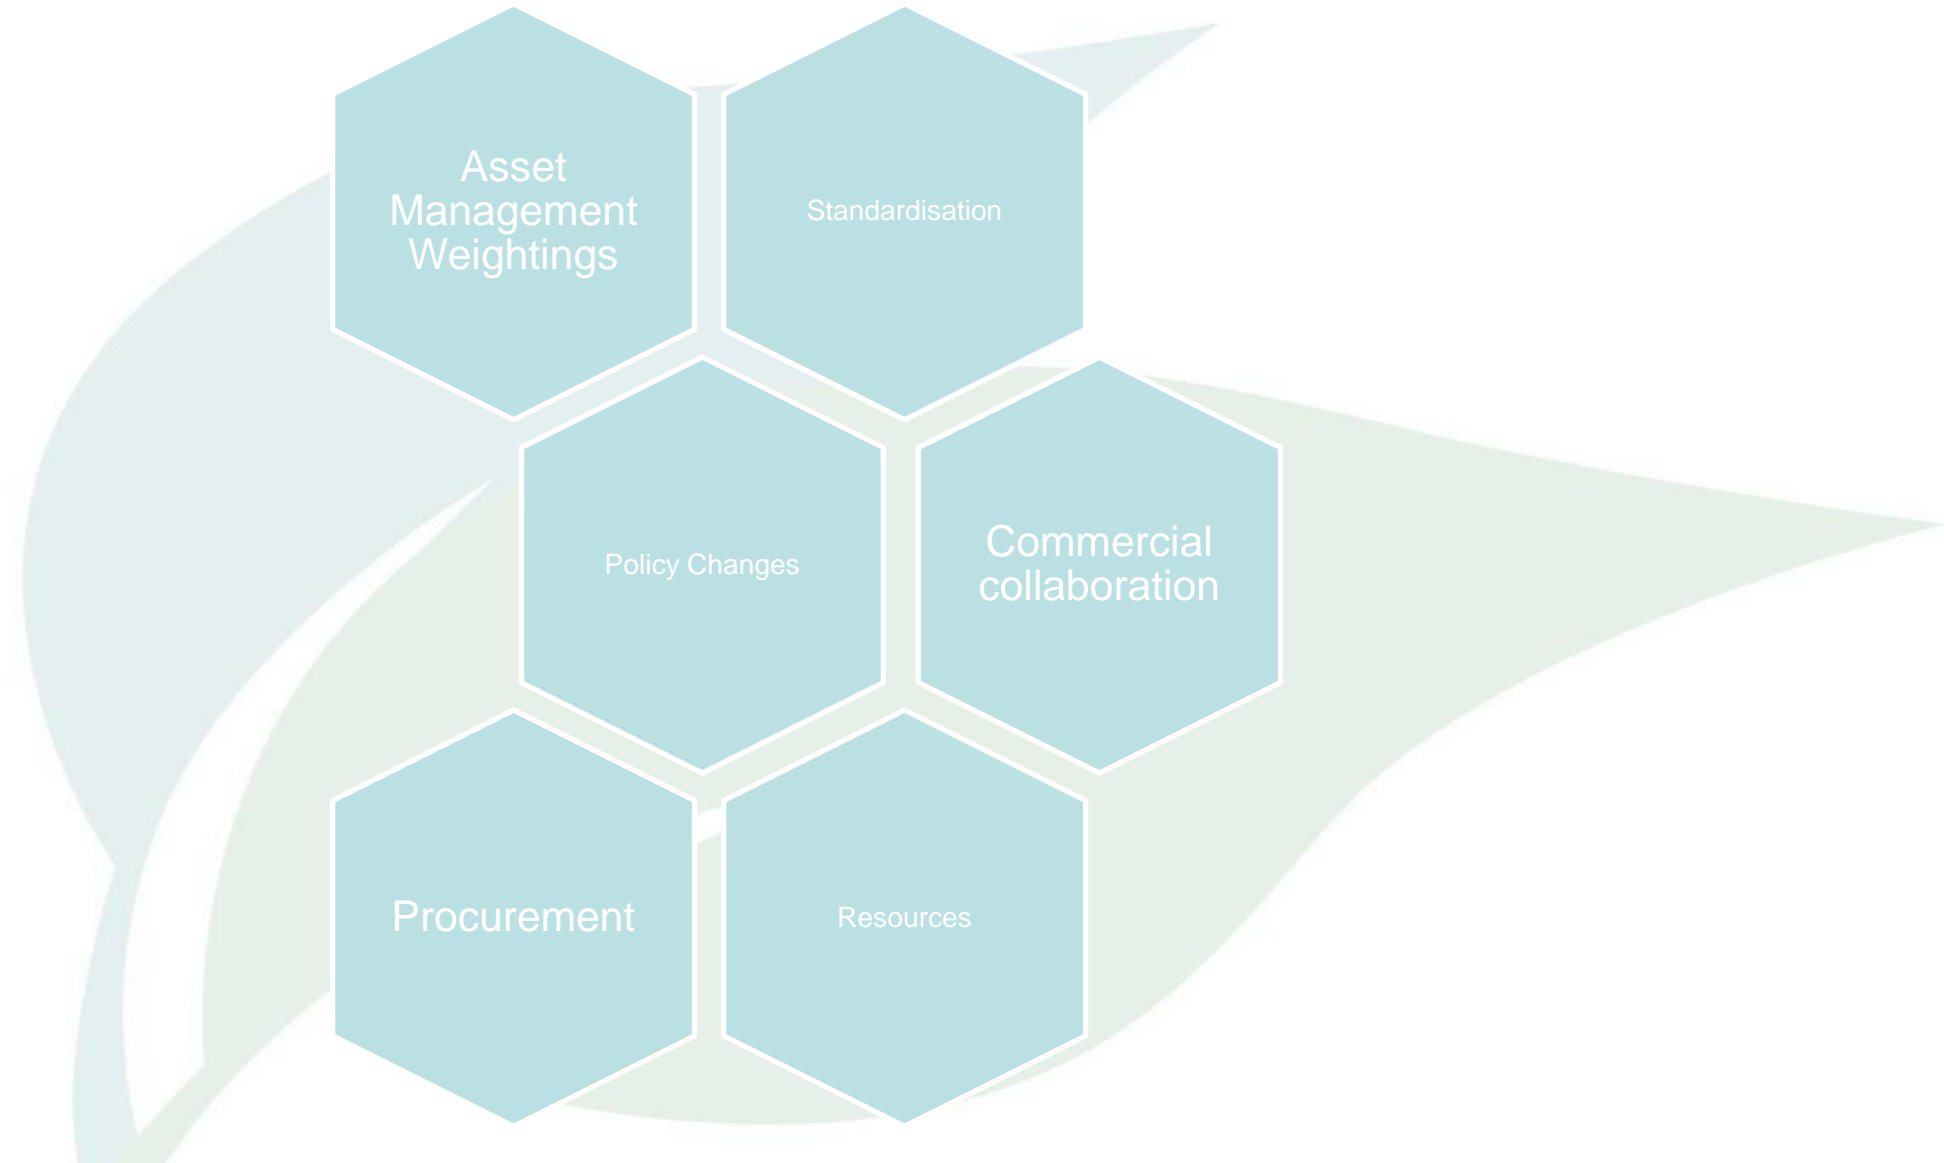 Asset
Management
Weightings
Standardisation
Policy Changes
Commercial
collaboration
Procurement
Resources